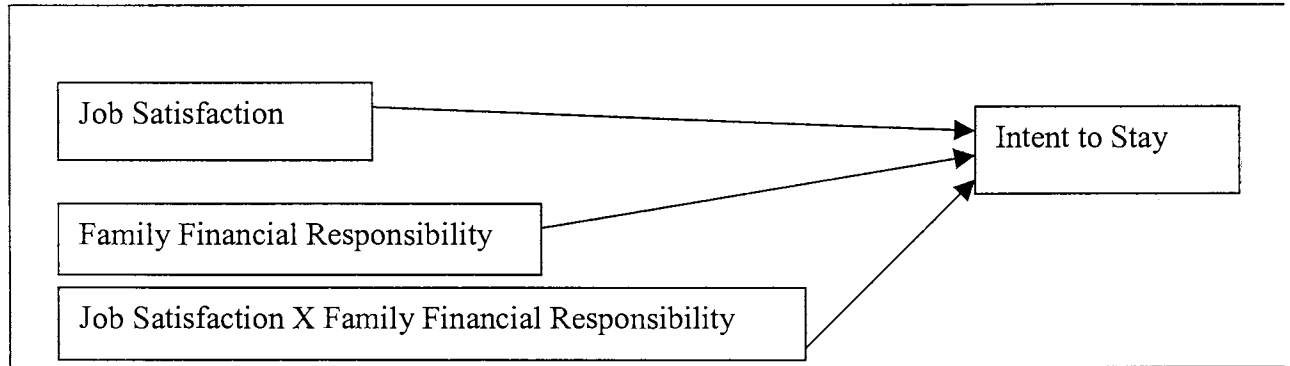 Job Satisfaction
Intent to Stay
Family Financial Responsibility
Job Satisfaction X Family Financial Responsibility